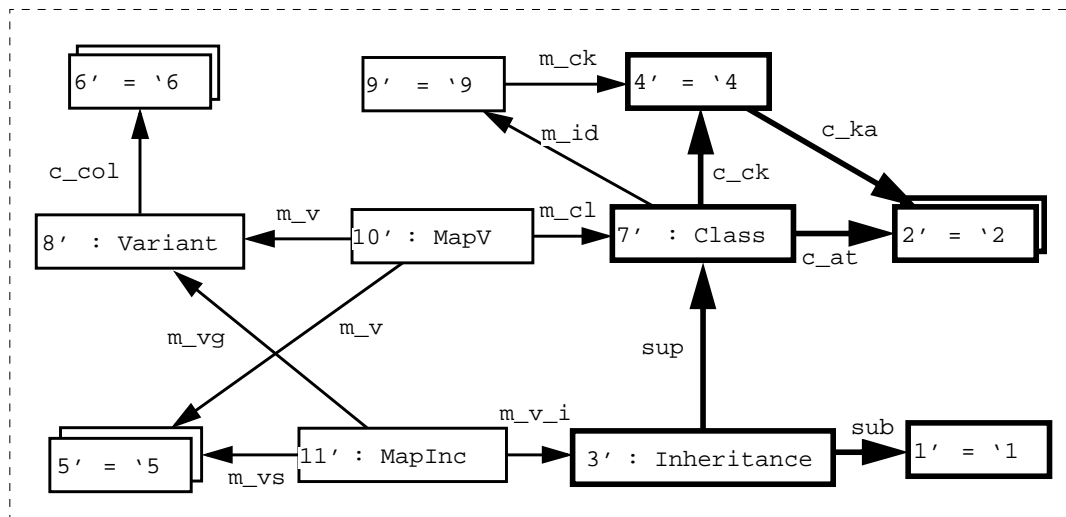 6′ = ‘6
9′ = ‘9
m_ck
4′ = ‘4
c_col
m_id
c_ck
c_ka
8′ : Variant
m_v
10′ : MapV
m_cl
7′ : Class
c_at
2′ = ‘2
m_vg
m_v
sup
5′ = ‘5
m_vs
11′ : MapInc
m_v_i
3′ : Inheritance
sub
1′ = ‘1